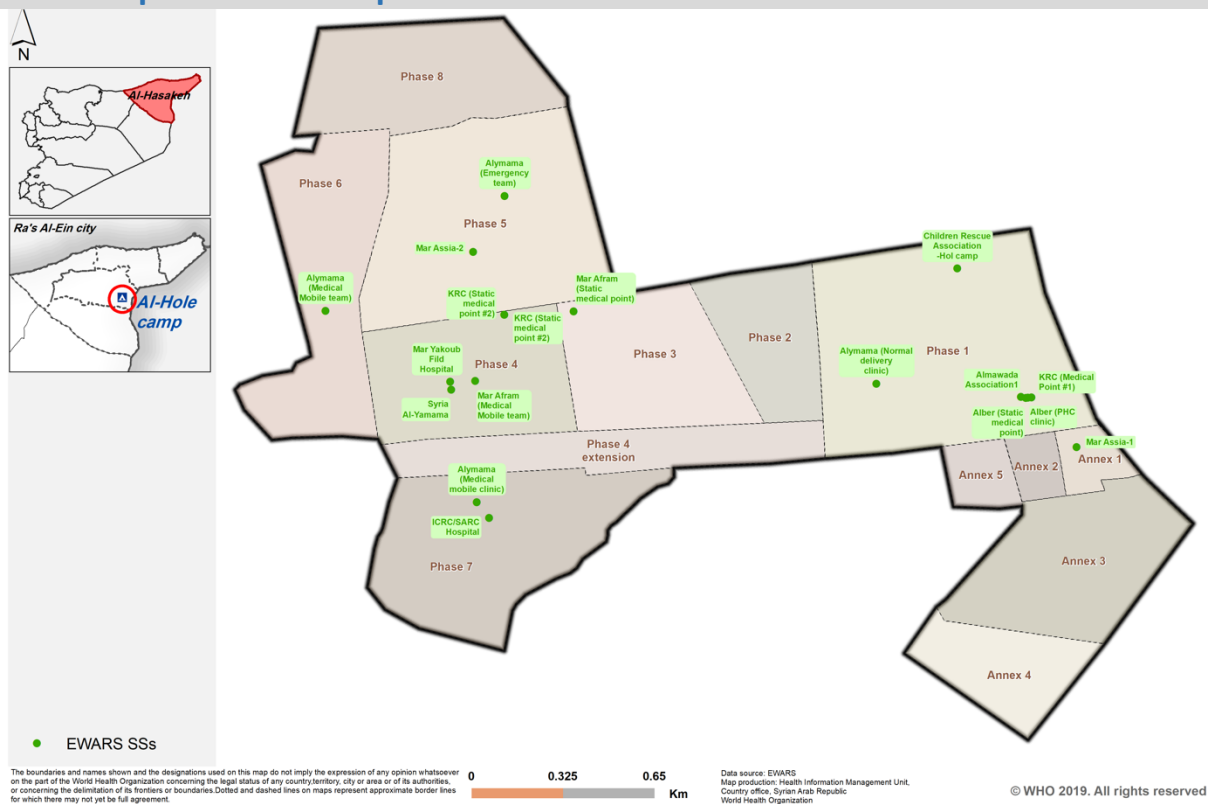 N
Al-Hasakeh
Ra's Al-Ein city
Al-Hole
camp
Phase 8
Phase 6
Alymama
(Emergency
team)
Phase 5
Mar Assia-2
Alymama
(Medical
Mobile team)
KRC (Static
medical
point #2)
KRC (Static
medical
point #2)
Mar Afram
(Static
medical point)
Children Rescue
Association
-Hol camp
Phase 2
Phase 3
Phase 1
Mar Yakoub
Fild
Hospital
Phase 4
Alymama (Normal
delivery
clinic)
Almawada
Association1
KRC (Medical
Point #1)
Syria
Al-Yamama
Mar Afram
(Medical
Mobile team)
Alber (Static
medical
point)
Alber (PHC
clinic)
Phase 4
extension
Mar Assia-1
Annex 1
Annex 2
Annex 5
Alymama
(Medical
mobile clinic)
ICRC/SARC
Hospital
Phase 7
Annex 3
Annex 4
EWARS SSs
The boundaries and names shown and the designations used on this map do not imply the expression of any opinion whatsoever
on the part of the World Health Organization concerning the legal status of any country,territory, city or area or of its authorities,
or concerning the delimitation of its frontiers or boundaries.Dotted and dashed lines on maps represent approximate border lines
for which there may not yet be full agreement.
0 0.325 0.65
Km
Data source: EWARS
Map production: Health Information Management Unit,
Country office, Syrian Arab Republic
World Health Organization
© WHO 2019. All rights reserved